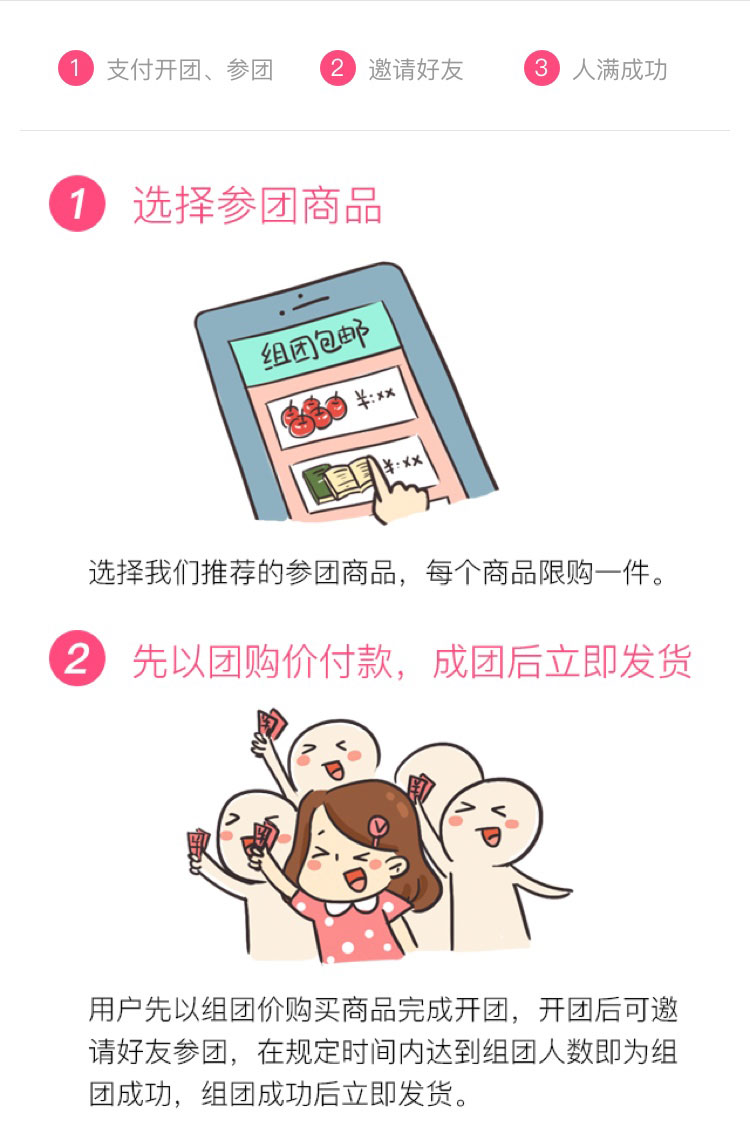 1 支付开团、参团 2 邀请好友 3 人满成功
1 选择参团商品
组团包邮
¥:xx
¥:xx
选择我们推荐的参团商品，每个商品限购一件。
2 先以团购价付款，成团后立即发货
用户先以组团价购买商品完成开团，开团后可邀
请好友参团，在规定时间内达到组团人数即为组
团成功，组团成功后立即发货。